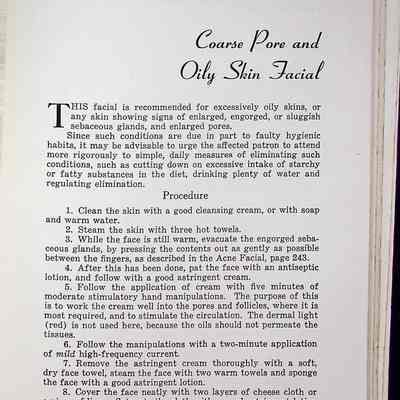 Coarse Pore and
Oily Skin Facial
THIS facial is recommended for excessively oily skins, or
any skin showing signs of enlarged, engorged, or sluggish
sebaceous glands, and enlarged pores.
Since such conditions are due in part to faulty hygienic
habits, it may be advisable to urge the affected patron to attend
more rigorously to simple, daily measures of eliminating such
conditions, such as cutting down on excessive intake of starchy
or fatty substances in the diet, drinking plenty of water and
regulating elimination.
Procedure
1. Clean the skin with a good cleansing cream, or with soap
and warm water.
2. Steam the skin with three hot towels.
3. While the face is still warm, evacuate the engorged seba-
ceous glands, by pressing the contents out as gently as possible
between the fingers, as described in the Acne Facial, page 243.
4. After this has been done, pat the face with an antiseptic
lotion, and follow with a good astringent cream.
5. Follow the application of cream with five minutes of
moderate stimulatory hand manipulations. The purpose of this
is to work the cream well into the pores and follicles, where it is
most required, and to stimulate the circulation. The dermal light
(red) is not used here, because the oils should not permeate the
tissues.
6. Follow the manipulations with a two-minute application
of mild high-frequency current.
7. Remove the astringent cream thoroughly with a soft,
dry face towel, steam the face with two warm towels and sponge
the face with a good astringent lotion.
8. Cover the face neatly with two layers of cheese cloth or